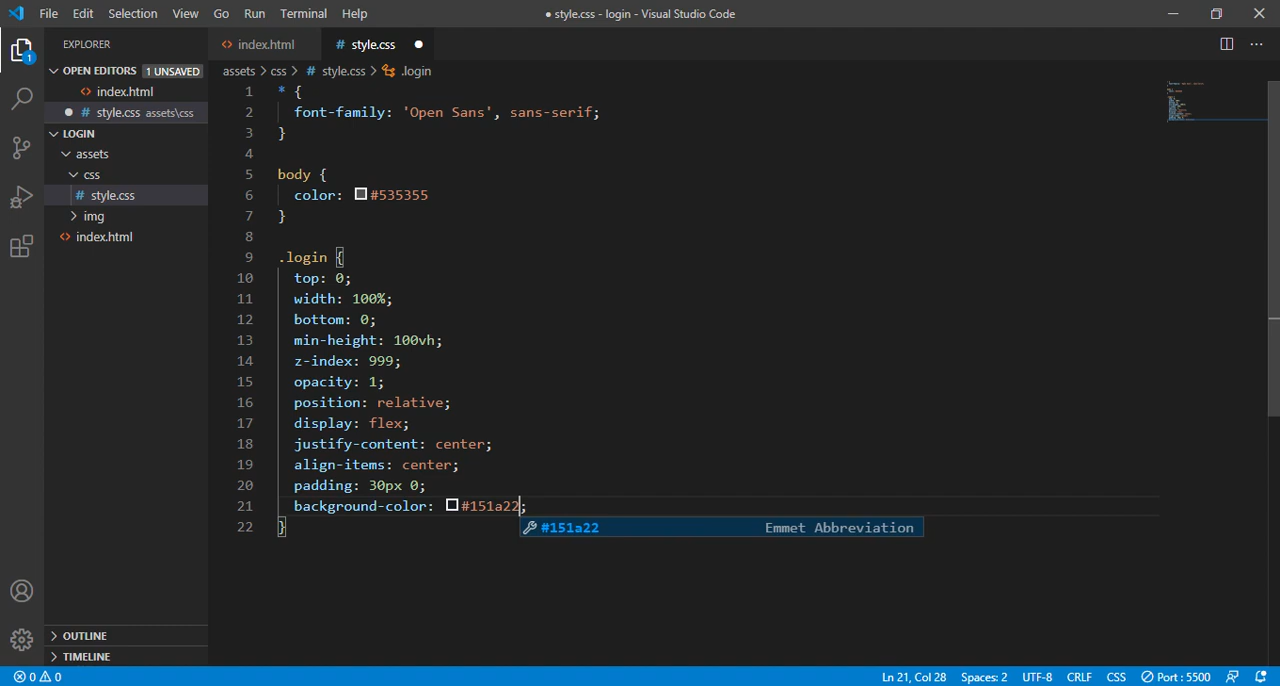 File Edit Selection View Go Run Terminal Help ● style.css - login - Visual Studio Code
EXPLORER
OPEN EDITORS 1 UNSAVED
index.html
# style.css assets\css
LOGIN
assets
css
# style.css
img
index.html
OUTLINE
TIMELINE
1
index.html # style.css
assets > css > # style.css > .login
1 * {
2 font-family: 'Open Sans', sans-serif;
3 }
4
5 body {
6 color: #535355
7 }
8
9 .login {
10 top: 0;
11 width: 100%;
12 bottom: 0;
13 min-height: 100vh;
14 z-index: 999;
15 opacity: 1;
16 position: relative;
17 display: flex;
18 justify-content: center;
19 align-items: center;
20 padding: 30px 0;
21 background-color: #151a22;
#151a22 Emmet Abbreviation
22 }
0 0 Ln 21, Col 28 Spaces: 2 UTF-8 CRLF CSS Port : 5500